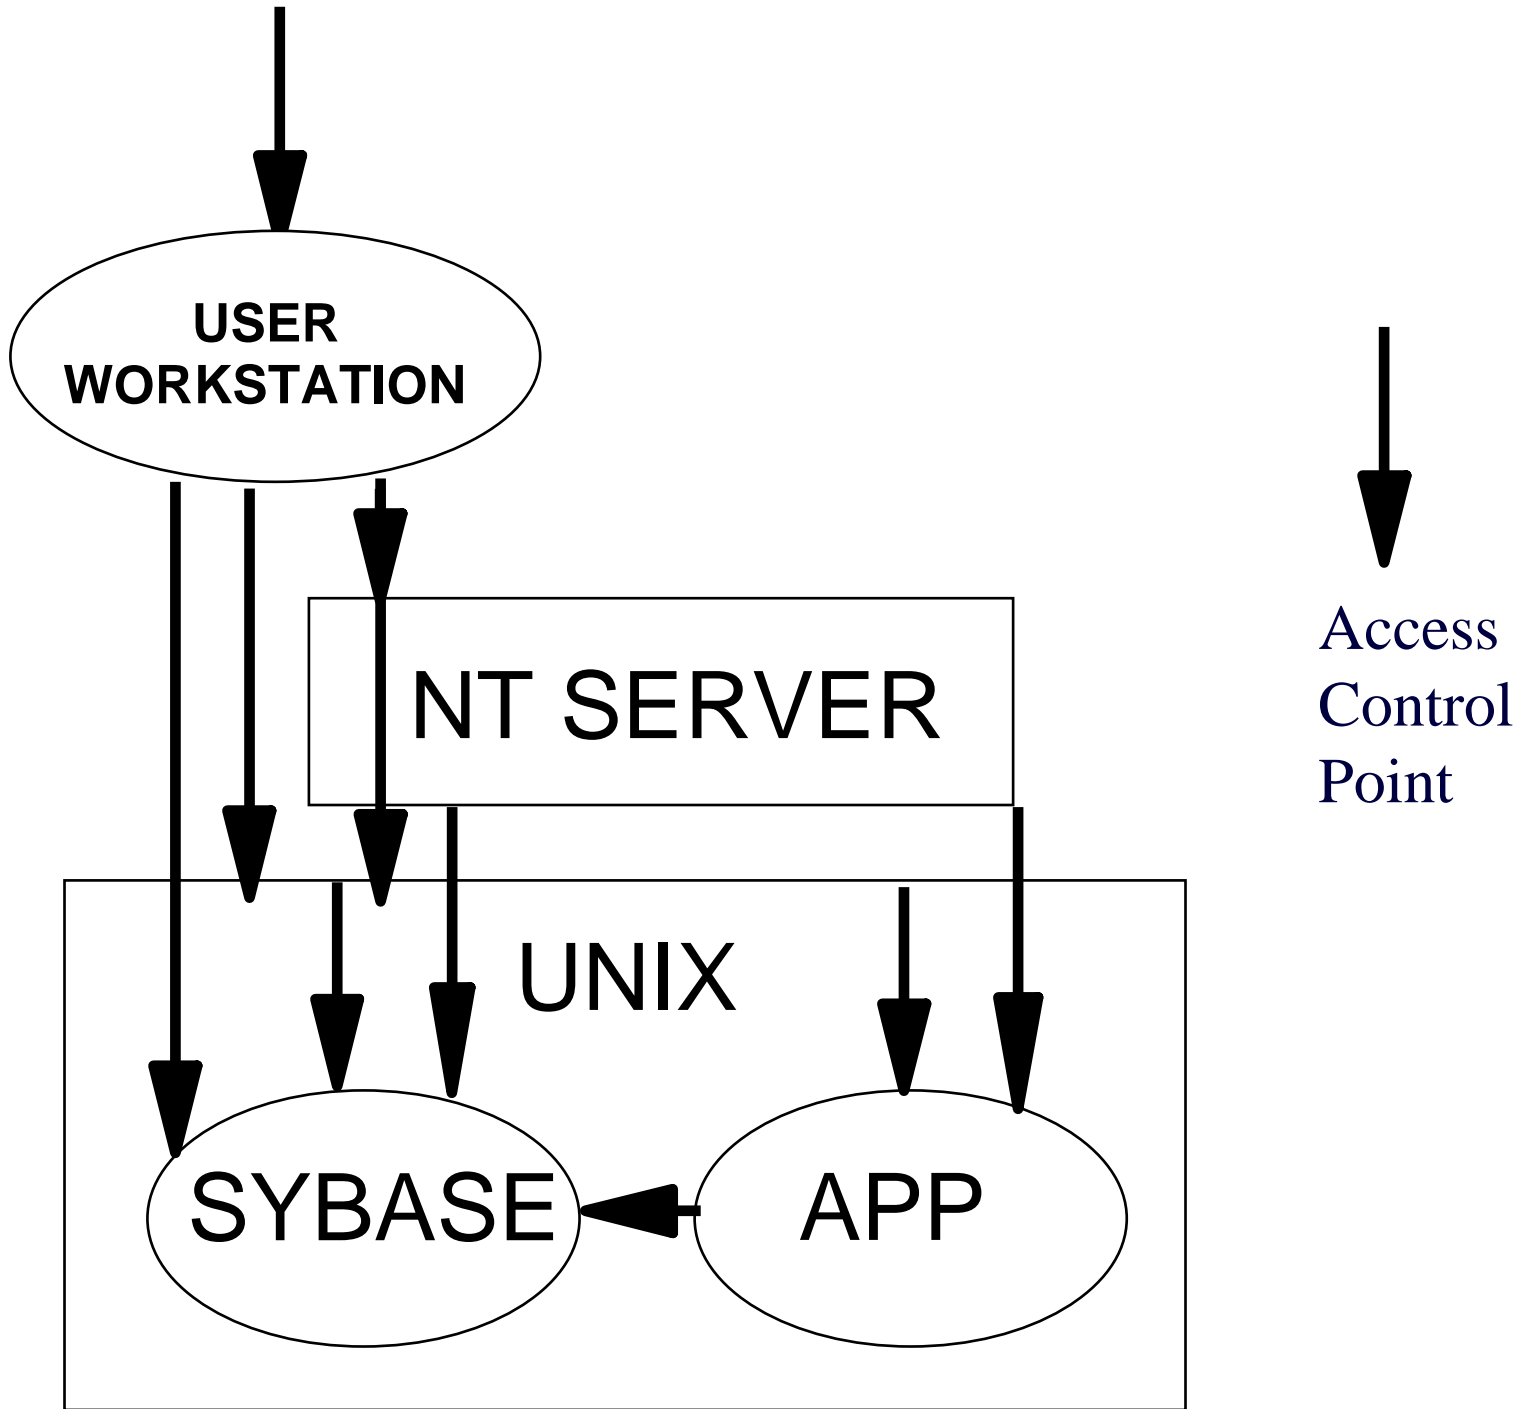 USER
WORKSTATION
NT SERVER
Access
Control
Point
UNIX
SYBASE
APP